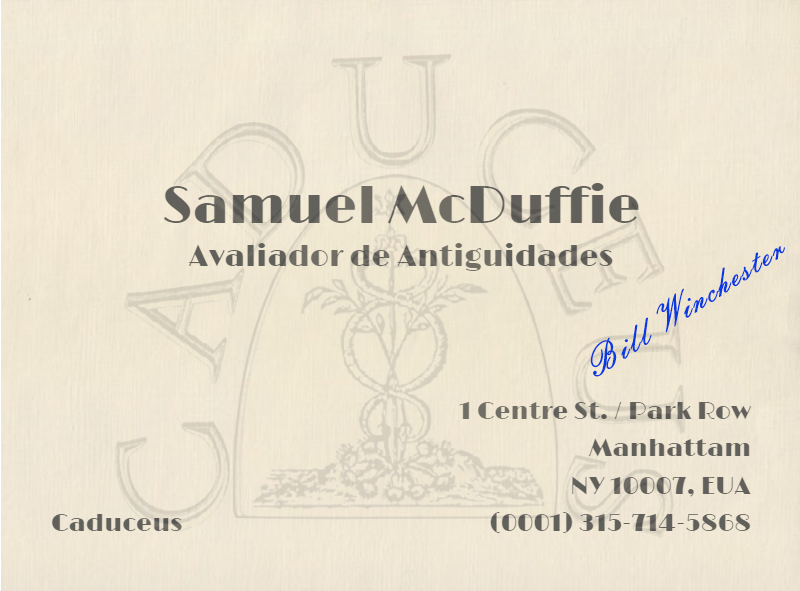 CADUCEUS
Samuel McDuffie
Avaliador de Antiguidades
Bill Winchester
1 Centre St. / Park Row
Manhattam
NY 10007, EUA
Caduceus
(0001) 315-714-5868